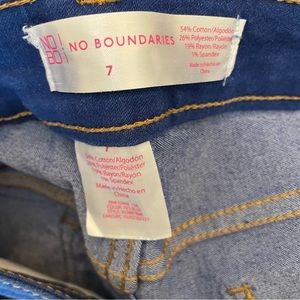 NO!
BO!
NO BOUNDARIES
7
54% Cotton/Algodón
26% Polyester/Poliéster
19% Rayon/Rayón
1% Spandex
Made in/Hecho en
China
Cotton/Algodón
Polyester/Poliéster
Rayon/Rayón
1% Spandex
Made in/Hecho en
China